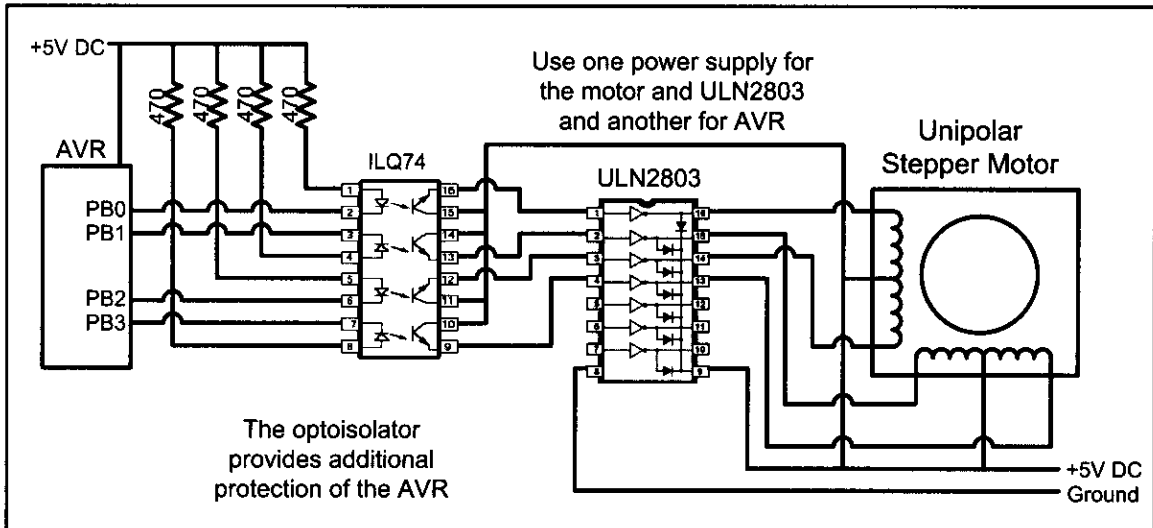 +5V DC
470
470
470
470
AVR
PB0
PB1
PB2
PB3
ILQ74
1
2
3
4
5
6
7
8
16
15
14
13
12
11
10
9
Use one power supply for
the motor and ULN2803
and another for AVR
ULN2803
1
2
3
4
5
6
7
8
18
15
14
13
12
11
10
9
Unipolar
Stepper Motor
The optoisolator
provides additional
protection of the AVR
+5V DC
Ground